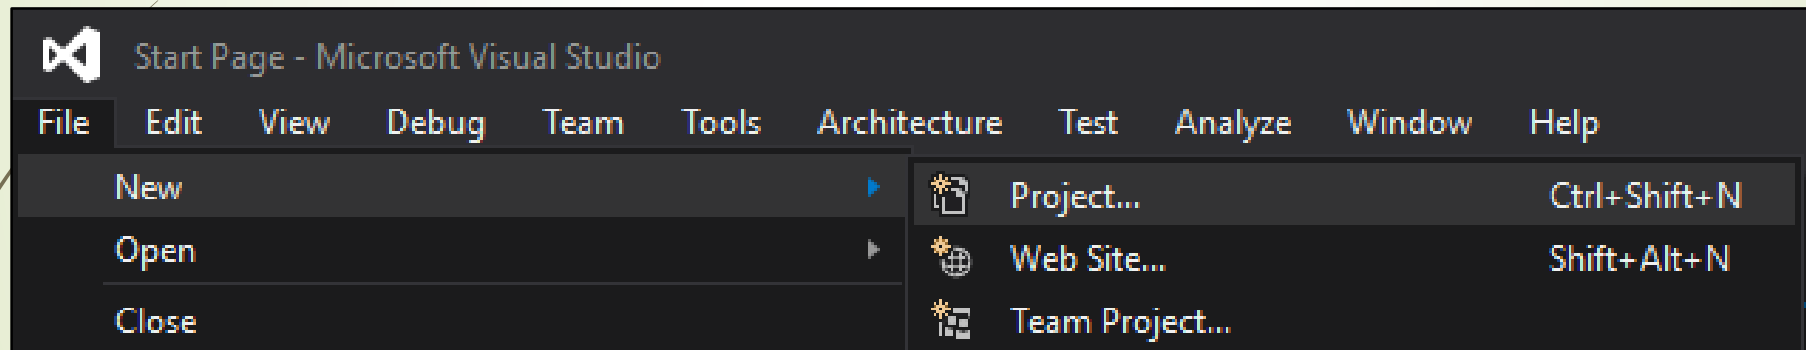 Start Page - Microsoft Visual Studio
File Edit View Debug Team Tools Architecture Test Analyze Window Help
New
Open
Close
Project... Ctrl+Shift+N
Web Site... Shift+Alt+N
Team Project...